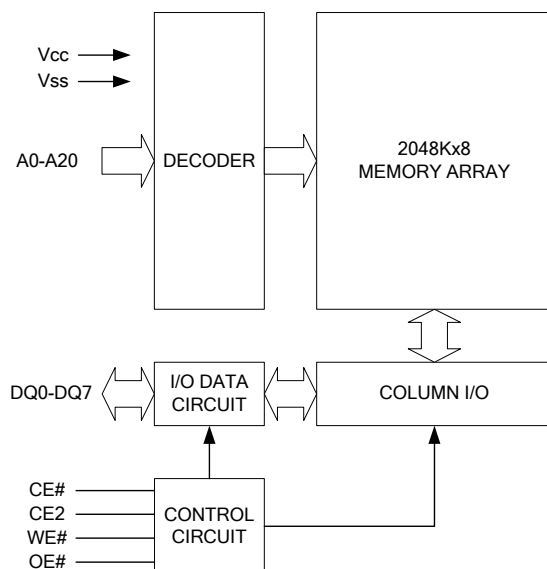 Vcc
Vss
A0-A20
DECODER
2048Kx8
MEMORY ARRAY
DQ0-DQ7
I/O DATA
CIRCUIT
COLUMN I/O
CE#
CE2
WE#
OE#
CONTROL
CIRCUIT